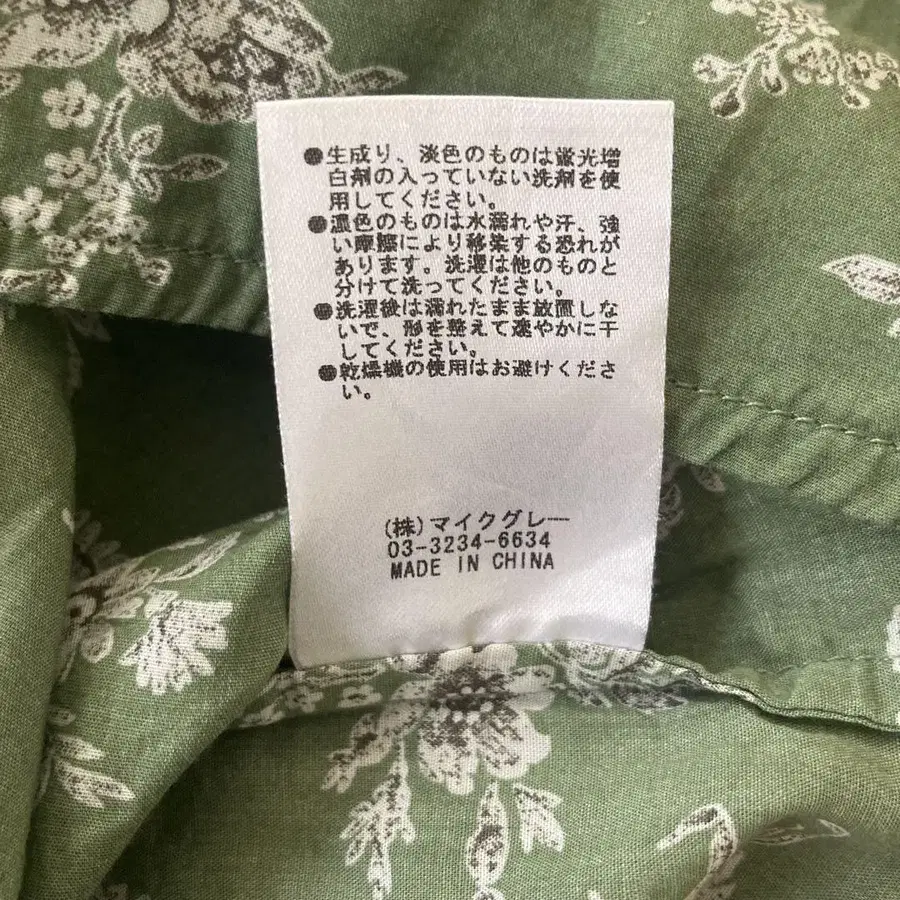 ●生成り、淡色のものは蛍光増
白剤の入っていない洗剤を使
用してください。
●濃色のものは水濡れや汗、強
い摩擦により移染する恐れが
あります。洗濯は他のものと
分けて洗ってください。
●洗濯後は濡れたまま放置しな
いで、形を整えて速やかに干
してください。
●乾燥機の使用はお避けくださ
い。
(株)マイクグレー
03-3234-6634
MADE IN CHINA